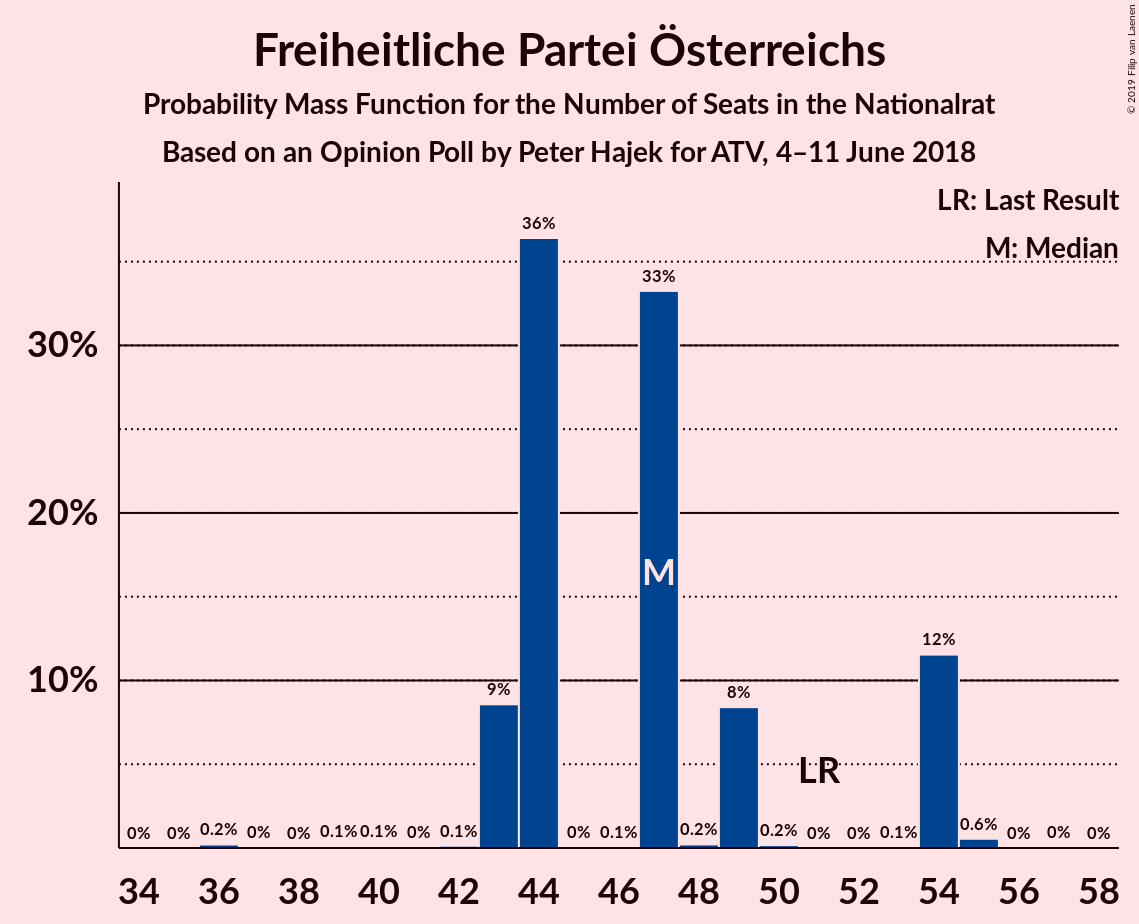 Freiheitliche Partei Österreichs
Probability Mass Function for the Number of Seats in the Nationalrat
Based on an Opinion Poll by Peter Hajek for ATV, 4–11 June 2018
© 2019 Filip van Laenen
LR: Last Result
M: Median
36%
33%
30%
20%
M
12%
10%
9%
8%
LR
0% 0% 0.2% 0% 0% 0.1% 0.1% 0% 0.1% 0% 0.1% 0.2% 0.2% 0% 0% 0.1% 0.6% 0% 0% 0%
34 36 38 40 42 44 46 48 50 52 54 56 58